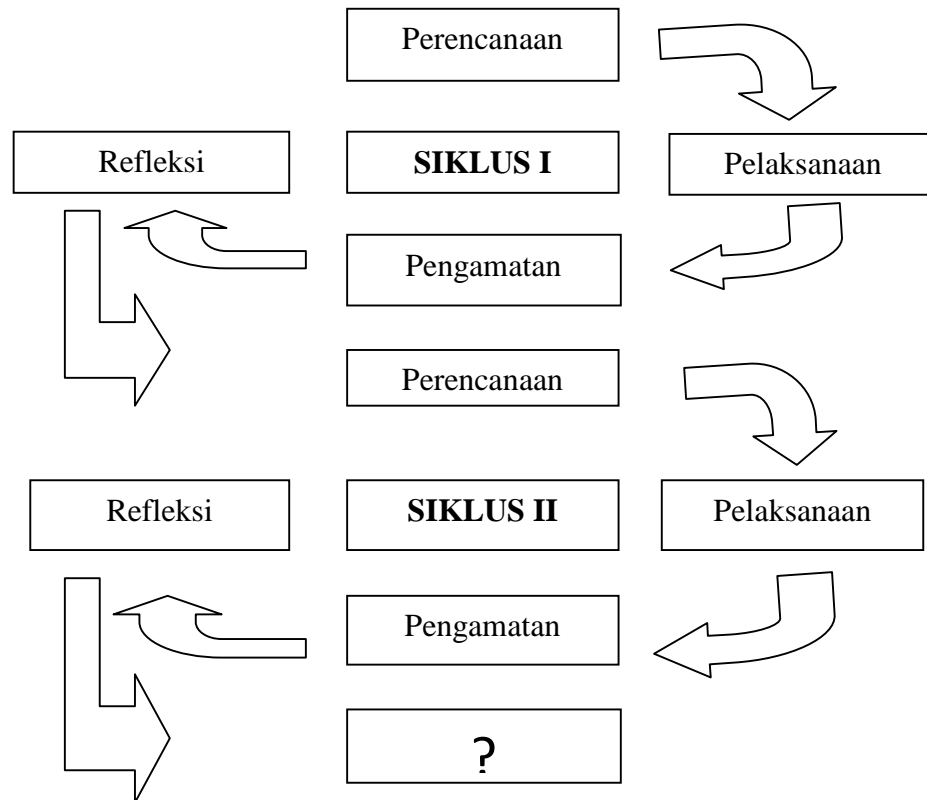 Perencanaan
Refleksi
SIKLUS I
Pelaksanaan
Pengamatan
Perencanaan
Refleksi
SIKLUS II
Pelaksanaan
Pengamatan
?